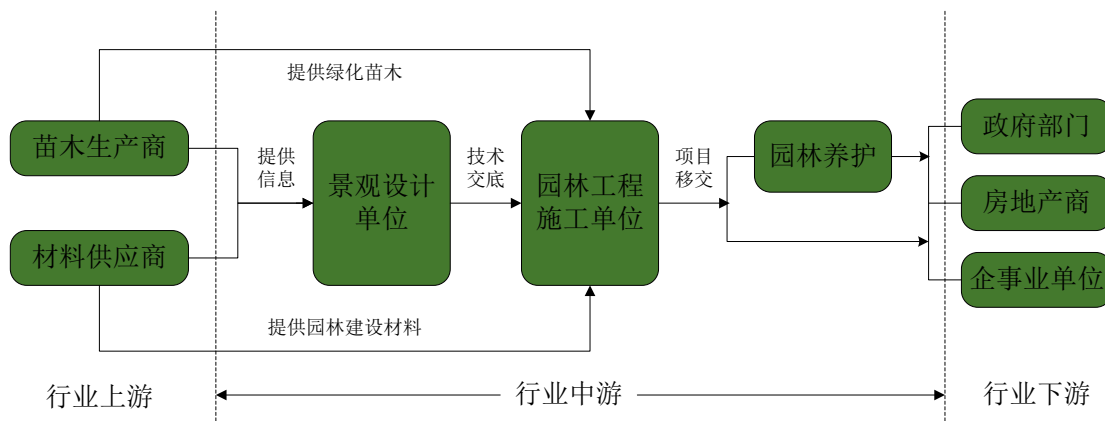 提供绿化苗木
苗木生产商
材料供应商
提供
信息
景观设计
单位
技术
交底
园林工程
施工单位
项目
移交
园林养护
政府部门
房地产商
企事业单位
提供园林建设材料
行业上游
行业中游
行业下游